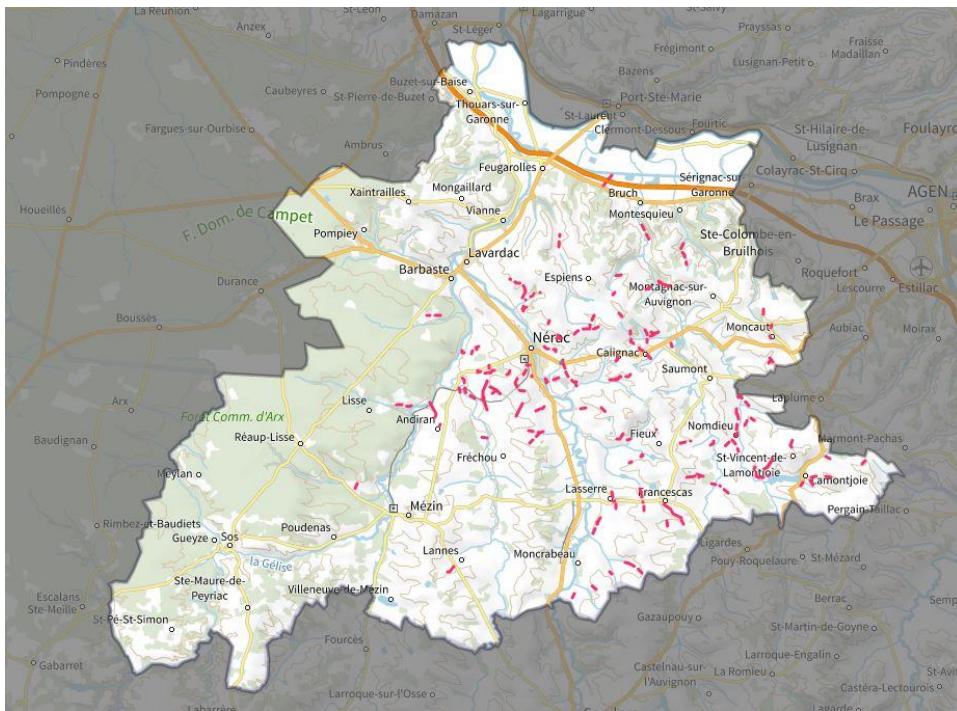 La Réunion
St-Léon
Damazan
Lagarrigue
St-Salvy
Anzex
St-Léger
Prayssas
Frégimont
Fraisse
Madaillan
Pindères
Lusignan-Petit
Bazens
Pompogne
Caubeyres
Buzet-sur-Baïse
St-Pierre-de-Buzet
Thouars-sur-
Garonne
Port-Ste-Marie
St-Laurent
Clermont-Dessous
Fourtic
St-Hilaire-de-
Lusignan
Foulayro
Fargues-sur-Ourbise
Ambrus
Feugarolles
Sérignac-sur-
Garonne
Colayrac-St-Cirq
AGEN
Xaintrailles
Mongaillard
Bruch
Brax
Houeillès
F. Dom. de Campet
Vianne
Montesquieu
Le Passage
Pompiey
Ste-Colombe-en-
Bruilhois
Lavardac
Barbaste
Espiens
Roquefort
Durance
Montagnac-sur-
Auvignon
Lescourre
Estillac
Boussès
Moncaut
Aubiac
Moirax
Nérac
Calignac
Saumont
Arx
Lisse
Laplume
Forêt Comm. d'Arx
Andiran
Nomdieu
Baudignan
Réaup-Lisse
Fieux
Marmont-Pachas
Fréchou
St-Vincent-de-
Lamontjoie
Meylan
Lamontjoie
Lasserre
Francescas
Mézin
Pergain-Taillac
Rimbez-et-Baudiets
Gueyze
Sos
Poudenas
Ligardes
la Gélise
Lannes
Moncrabeau
Pouy-Roquelaure
St-Mézard
Escalans
Ste-Meille
Ste-Maure-de-
Peyriac
Villeneuve-de-Mézin
Berrac
Semp
St-Pé-St-Simon
Gazaupouy
St-Martin-de-Goyne
Fourcès
Gabarret
Castelnau-sur-
l'Auvignon
Larroque-Engalin
La Romieu
St-Avi
Larroque-sur-l'Osse
Castéra-Lectourois
Labarrère
Lagarde